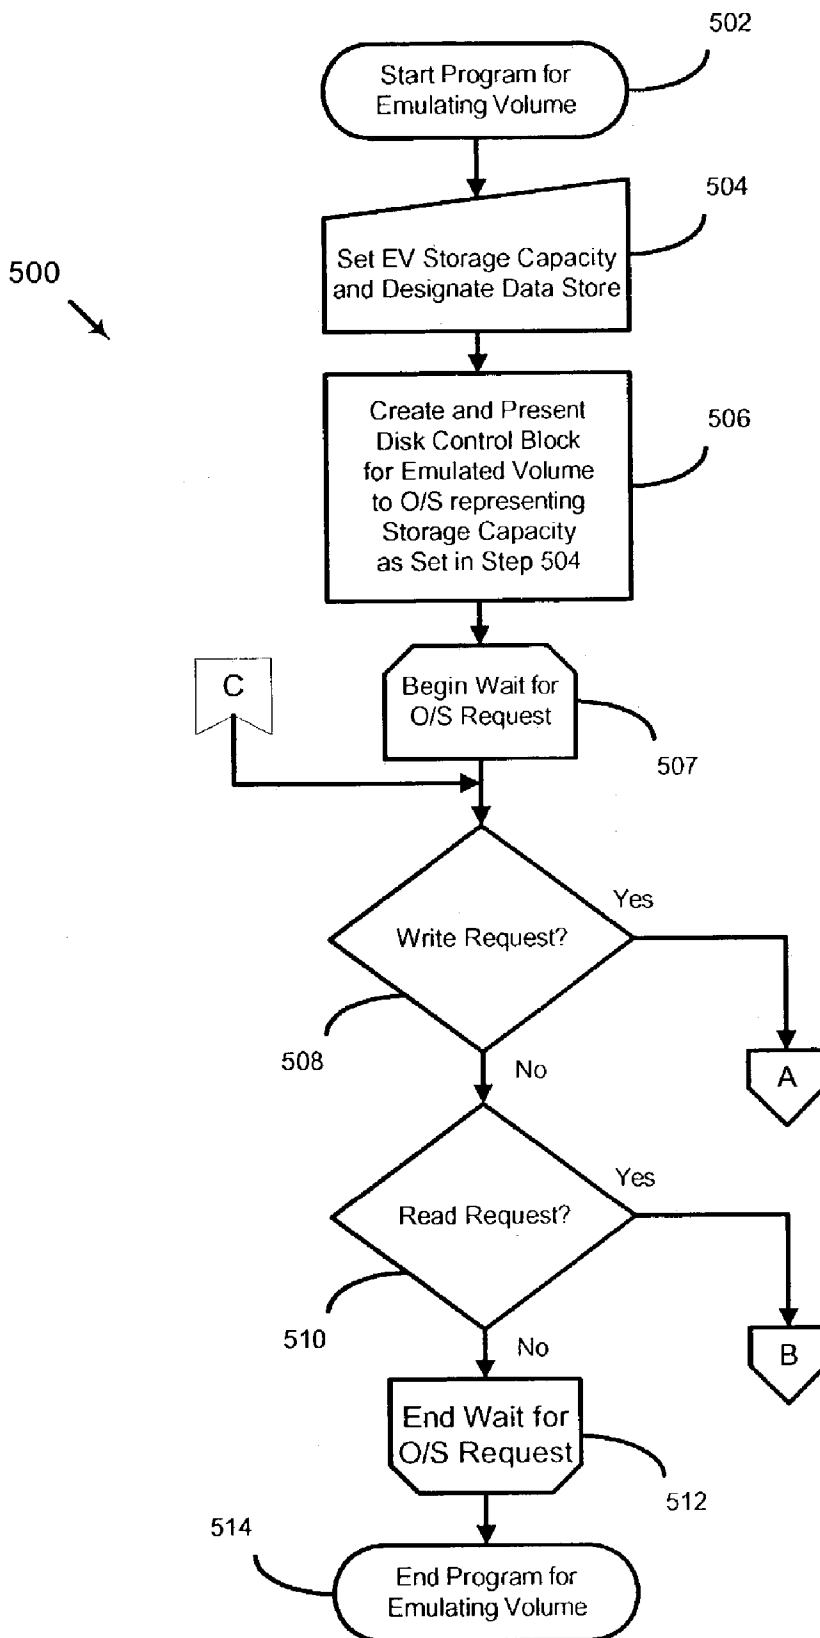 502
Start Program for
Emulating Volume
504
Set EV Storage Capacity
and Designate Data Store
500
Create and Present
Disk Control Block
for Emulated Volume
to O/S representing
Storage Capacity
as Set in Step 504
506
C
Begin Wait for
O/S Request
507
Yes
Write Request?
508
No
A
Yes
Read Request?
510
No
B
End Wait for
O/S Request
512
514
End Program for
Emulating Volume